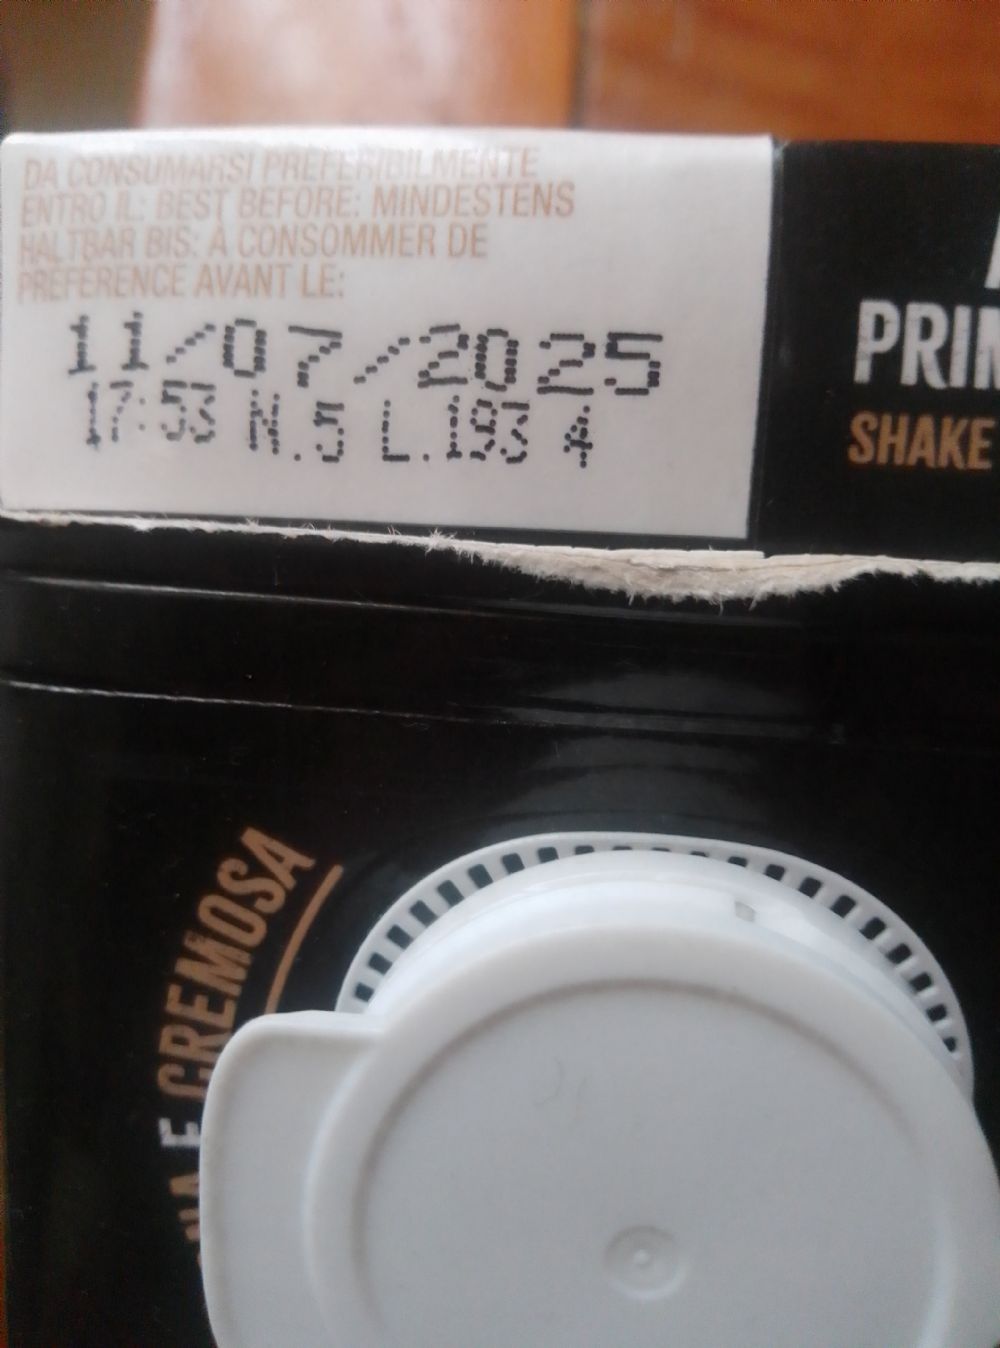 DA CONSUMARSI PREFERIBILMENTE
ENTRO IL: BEST BEFORE: MINDESTENS
HALTBAR BIS: À CONSOMMER DE
PRÉFÉRENCE AVANT LE:
11/07/2025
17:53 N.5 L.193 4
PRIM
SHAKE
E CREMOSA